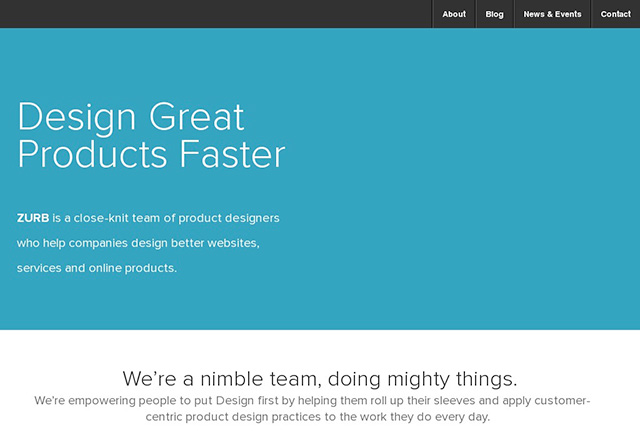 About Blog News & Events Contact
Design Great
Products Faster
ZURB is a close-knit team of product designers
who help companies design better websites,
services and online products.
We’re a nimble team, doing mighty things.
We’re empowering people to put Design first by helping them roll up their sleeves and apply customer-
centric product design practices to the work they do every day.